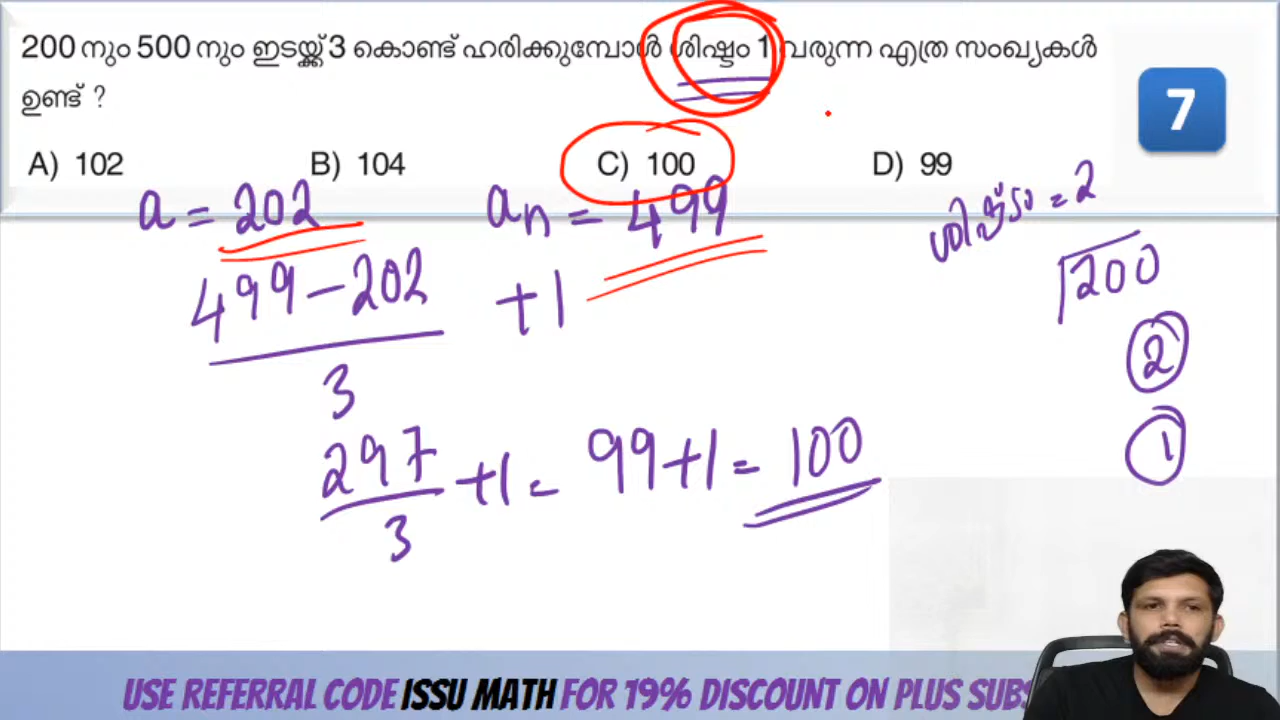 200 നും 500 നും ഇടയ്ക്ക് 3 കൊണ്ട് ഹരിക്കുമ്പോൾ ശിഷ്ടം 1 വരുന്ന എത്ര സംഖ്യകൾ
ഉണ്ട് ?
7
A) 102 B) 104 C) 100 D) 99
a = 202 an = 499
ശിഷ്ടം = 2
499 - 202 + 1
3
200
2
1
297 + 1 = 99 + 1 = 100
3
USE REFERRAL CODE ISSU MATH FOR 19% DISCOUNT ON PLUS SUBS